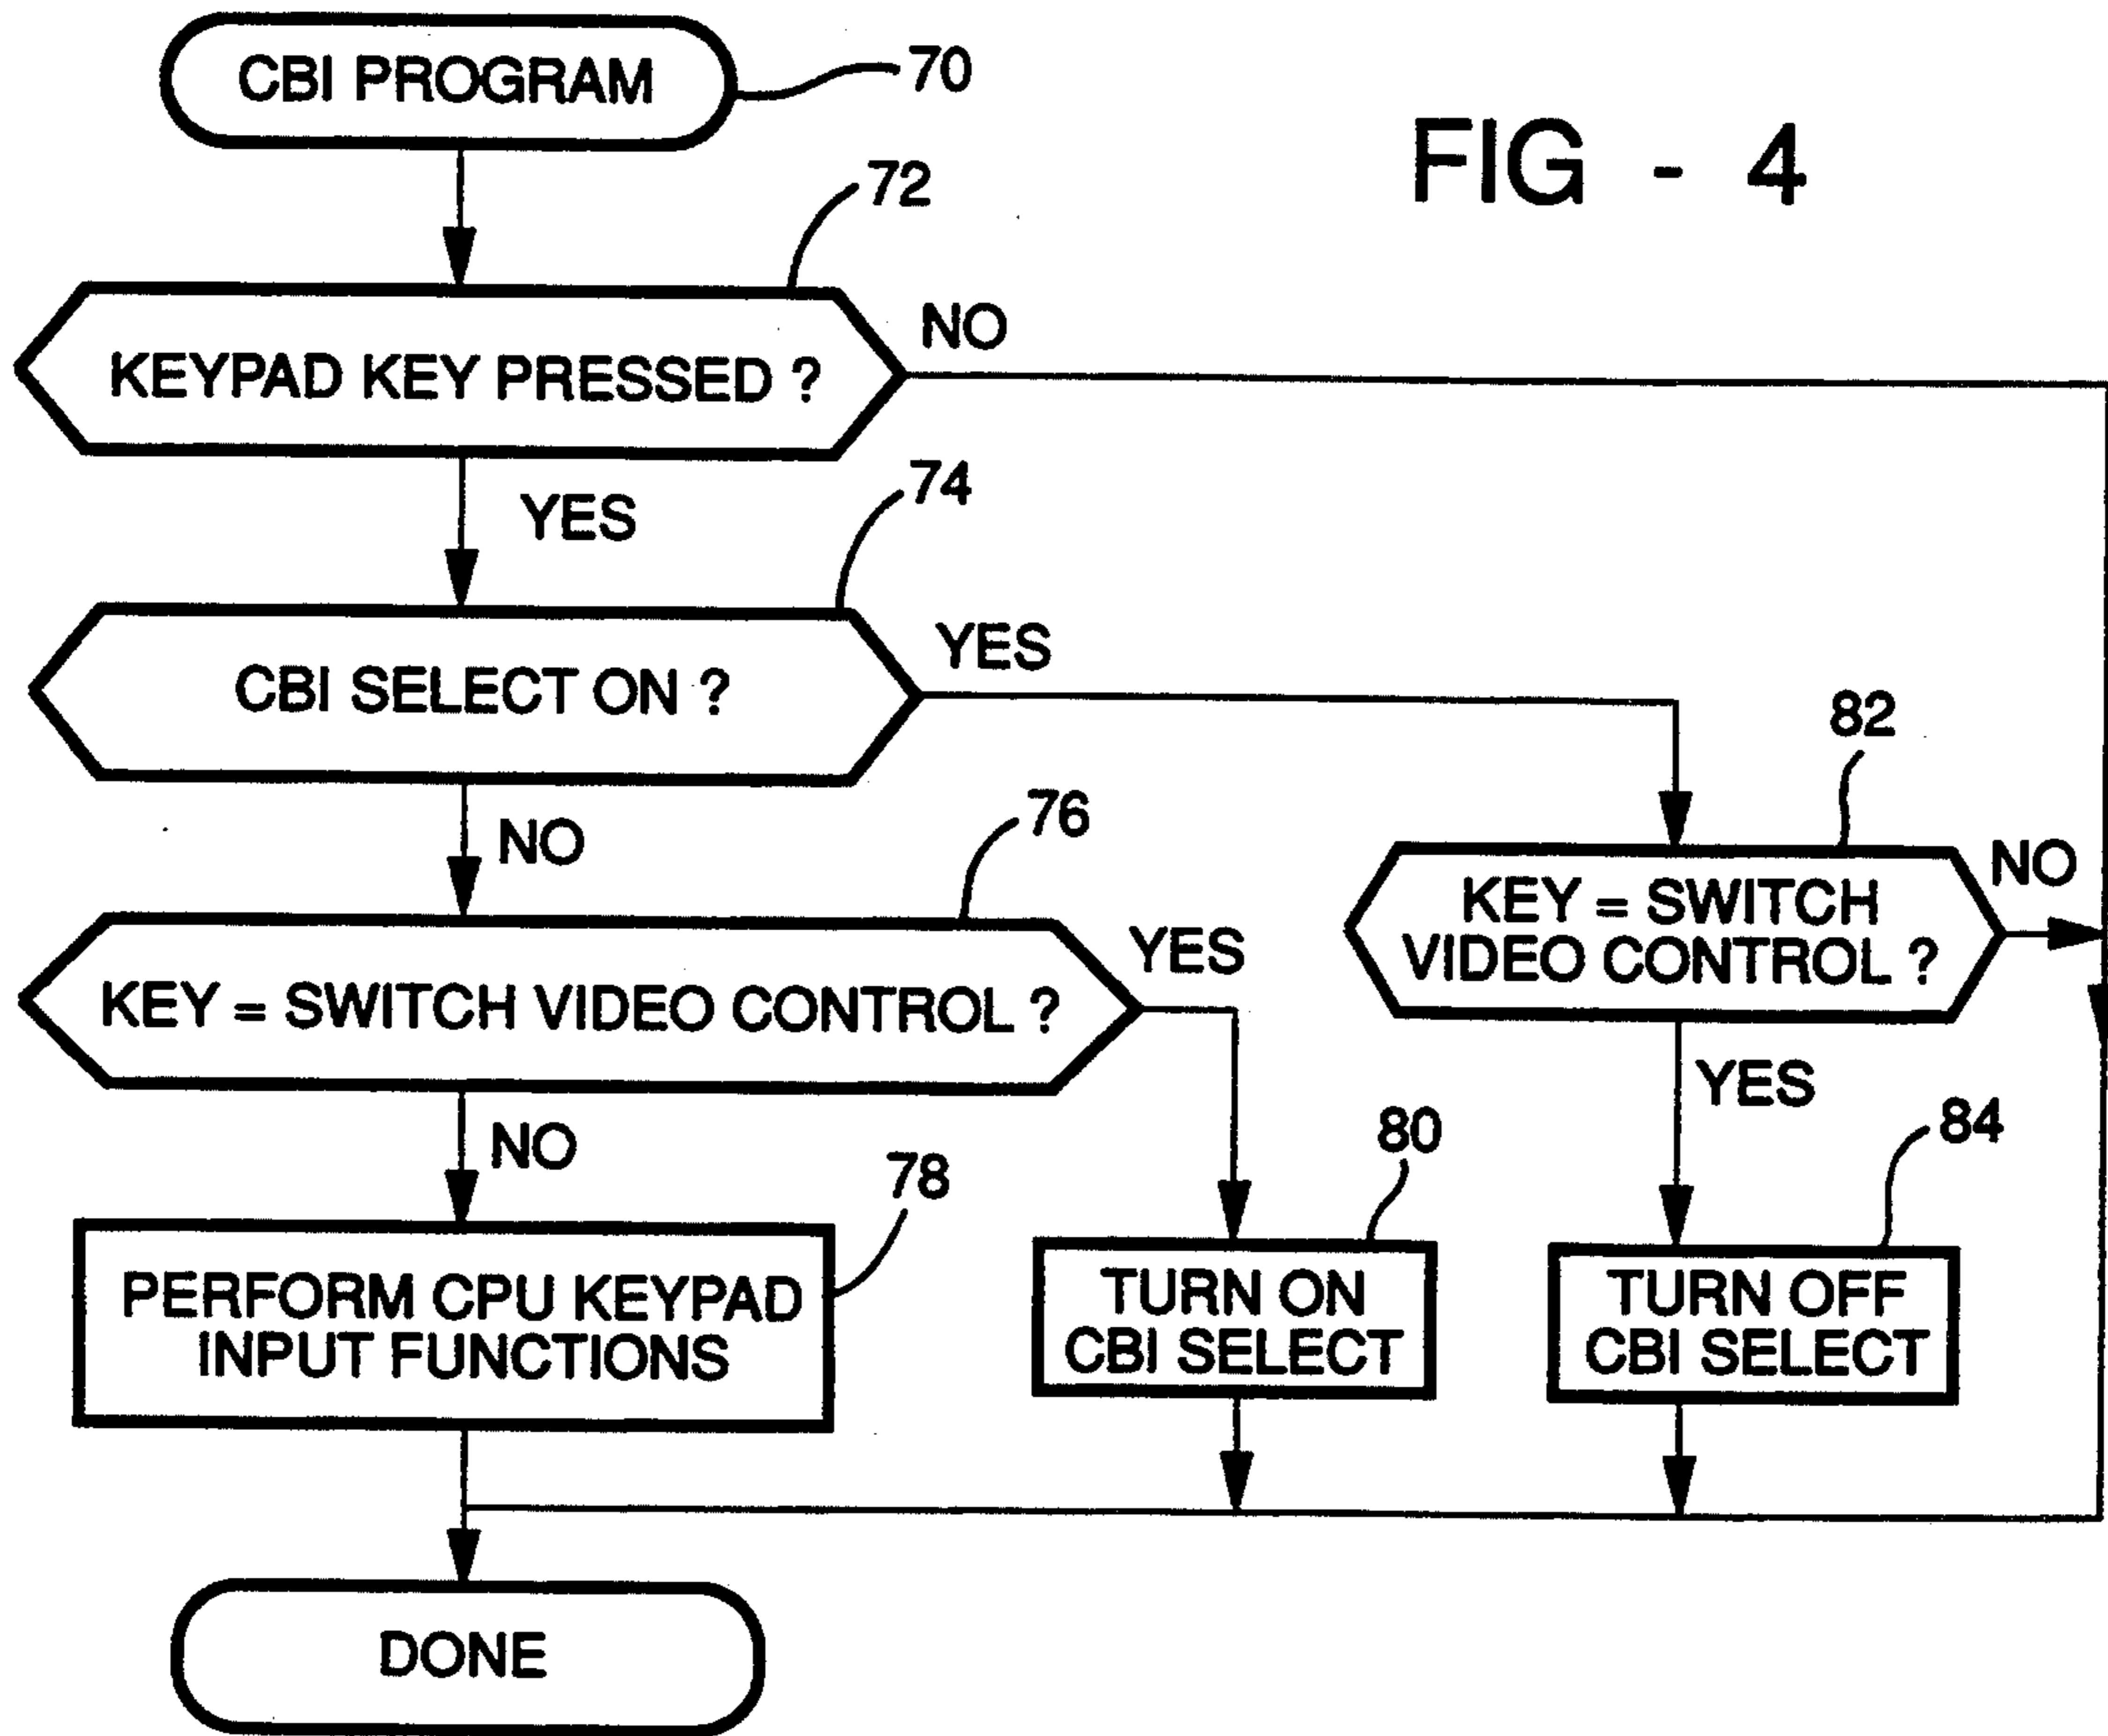 CBI PROGRAM
70
FIG - 4
72
KEYPAD KEY PRESSED ?
NO
YES
74
CBI SELECT ON ?
YES
82
NO
76
KEY = SWITCH VIDEO CONTROL ?
YES
KEY = SWITCH
VIDEO CONTROL ?
NO
YES
NO
78
PERFORM CPU KEYPAD
INPUT FUNCTIONS
80
TURN ON
CBI SELECT
84
TURN OFF
CBI SELECT
DONE